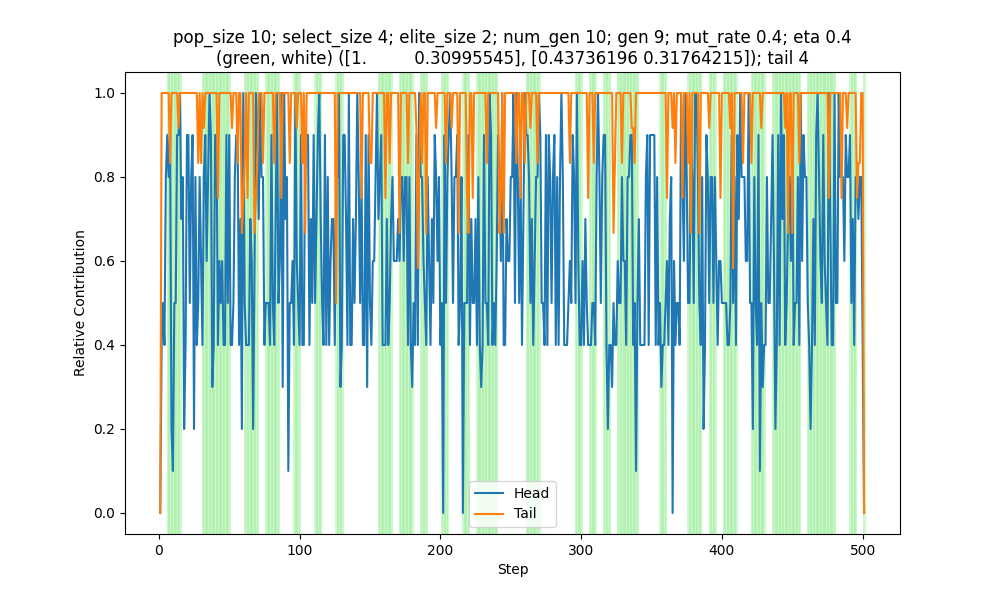 pop_size 10; select_size 4; elite_size 2; num_gen 10; gen 9; mut_rate 0.4; eta 0.4
(green, white) ([1.         0.30995545], [0.43736196 0.31764215]); tail 4
1.0
0.8
0.6
0.4
0.2
0.0
Relative Contribution
Head
Tail
0
100
200
300
400
500
Step